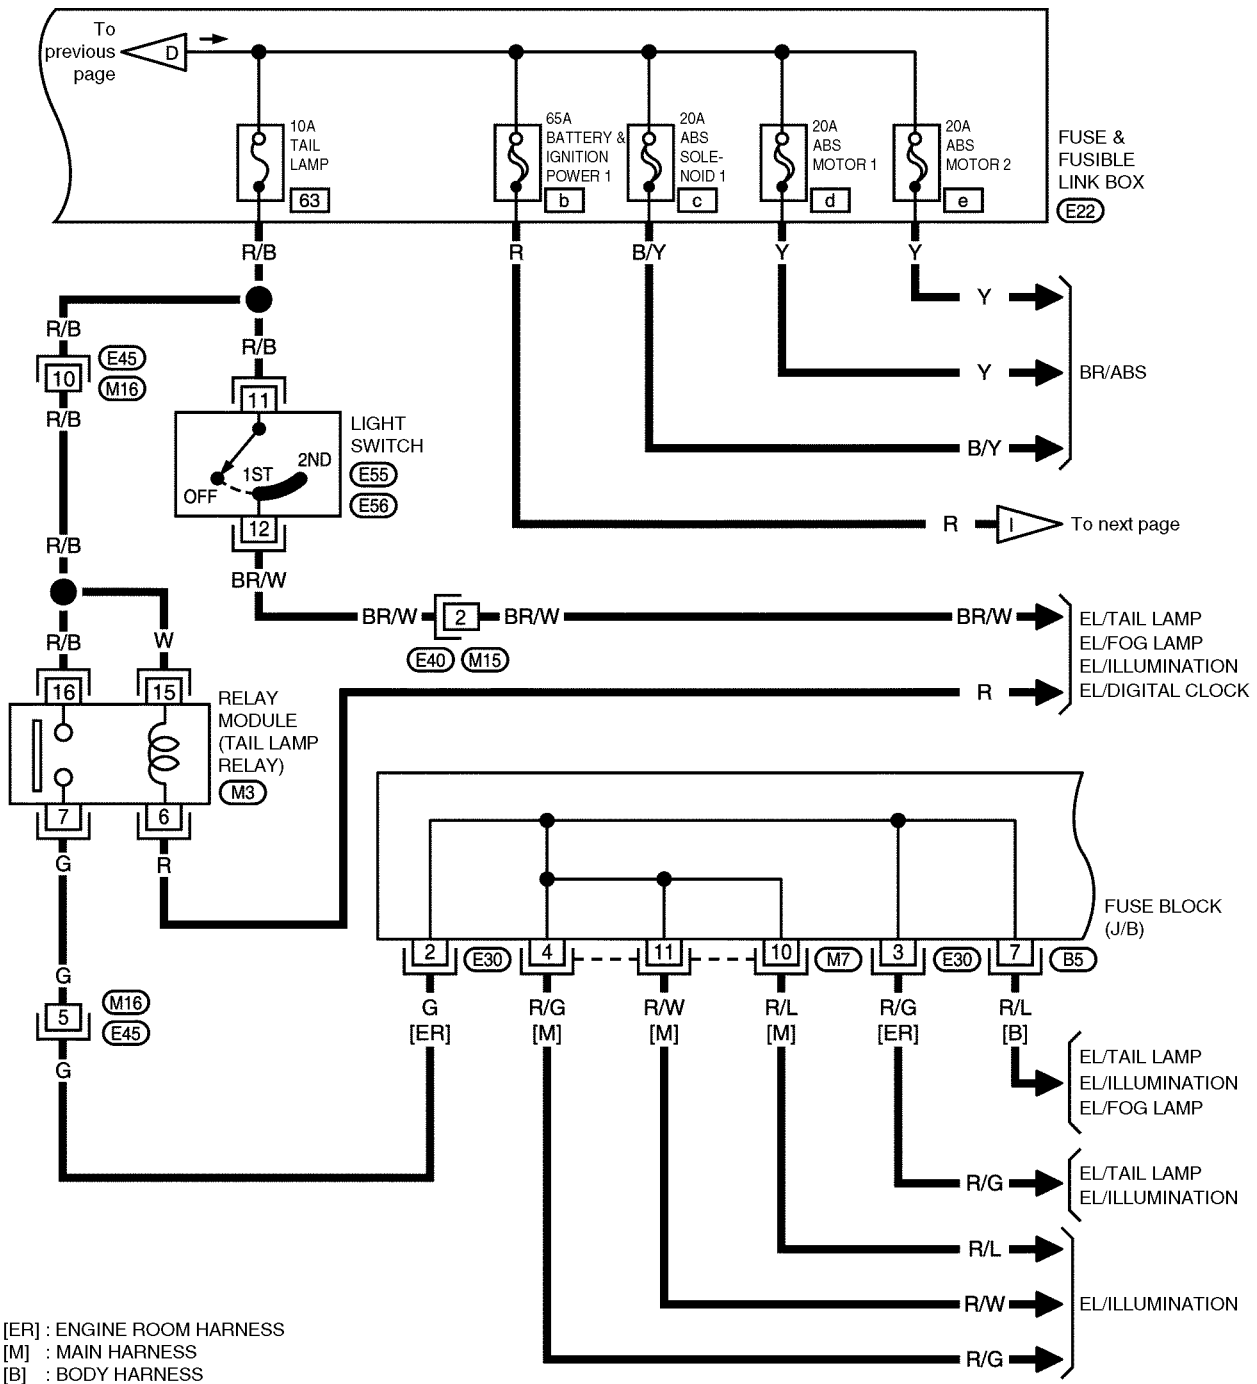 To
previous
page
D
10A
TAIL
LAMP
63
65A
BATTERY &
IGNITION
POWER 1
b
20A
ABS
SOLE-
NOID 1
c
20A
ABS
MOTOR 1
d
20A
ABS
MOTOR 2
e
FUSE &
FUSIBLE
LINK BOX
E22
R/B
R
B/Y
Y
Y
Y
R/B
R/B
E45
10
M16
R/B
11
LIGHT
SWITCH
E55
E56
OFF
1ST
2ND
12
Y
BR/ABS
B/Y
R
I
To next page
R/B
BR/W
BR/W
2
BR/W
BR/W
E40
M15
EL/TAIL LAMP
EL/FOG LAMP
EL/ILLUMINATION
EL/DIGITAL CLOCK
R/B
W
R
16
15
RELAY
MODULE
(TAIL LAMP
RELAY)
M3
7
6
G
R
FUSE BLOCK
(J/B)
2
E30
4
11
10
M7
3
E30
7
B5
G
M16
5
E45
G
G
[ER]
R/G
[M]
R/W
[M]
R/L
[M]
R/G
[ER]
R/L
[B]
EL/TAIL LAMP
EL/ILLUMINATION
EL/FOG LAMP
R/G
EL/TAIL LAMP
EL/ILLUMINATION
R/L
R/W
EL/ILLUMINATION
R/G
[ER] : ENGINE ROOM HARNESS
[M] : MAIN HARNESS
[B] : BODY HARNESS